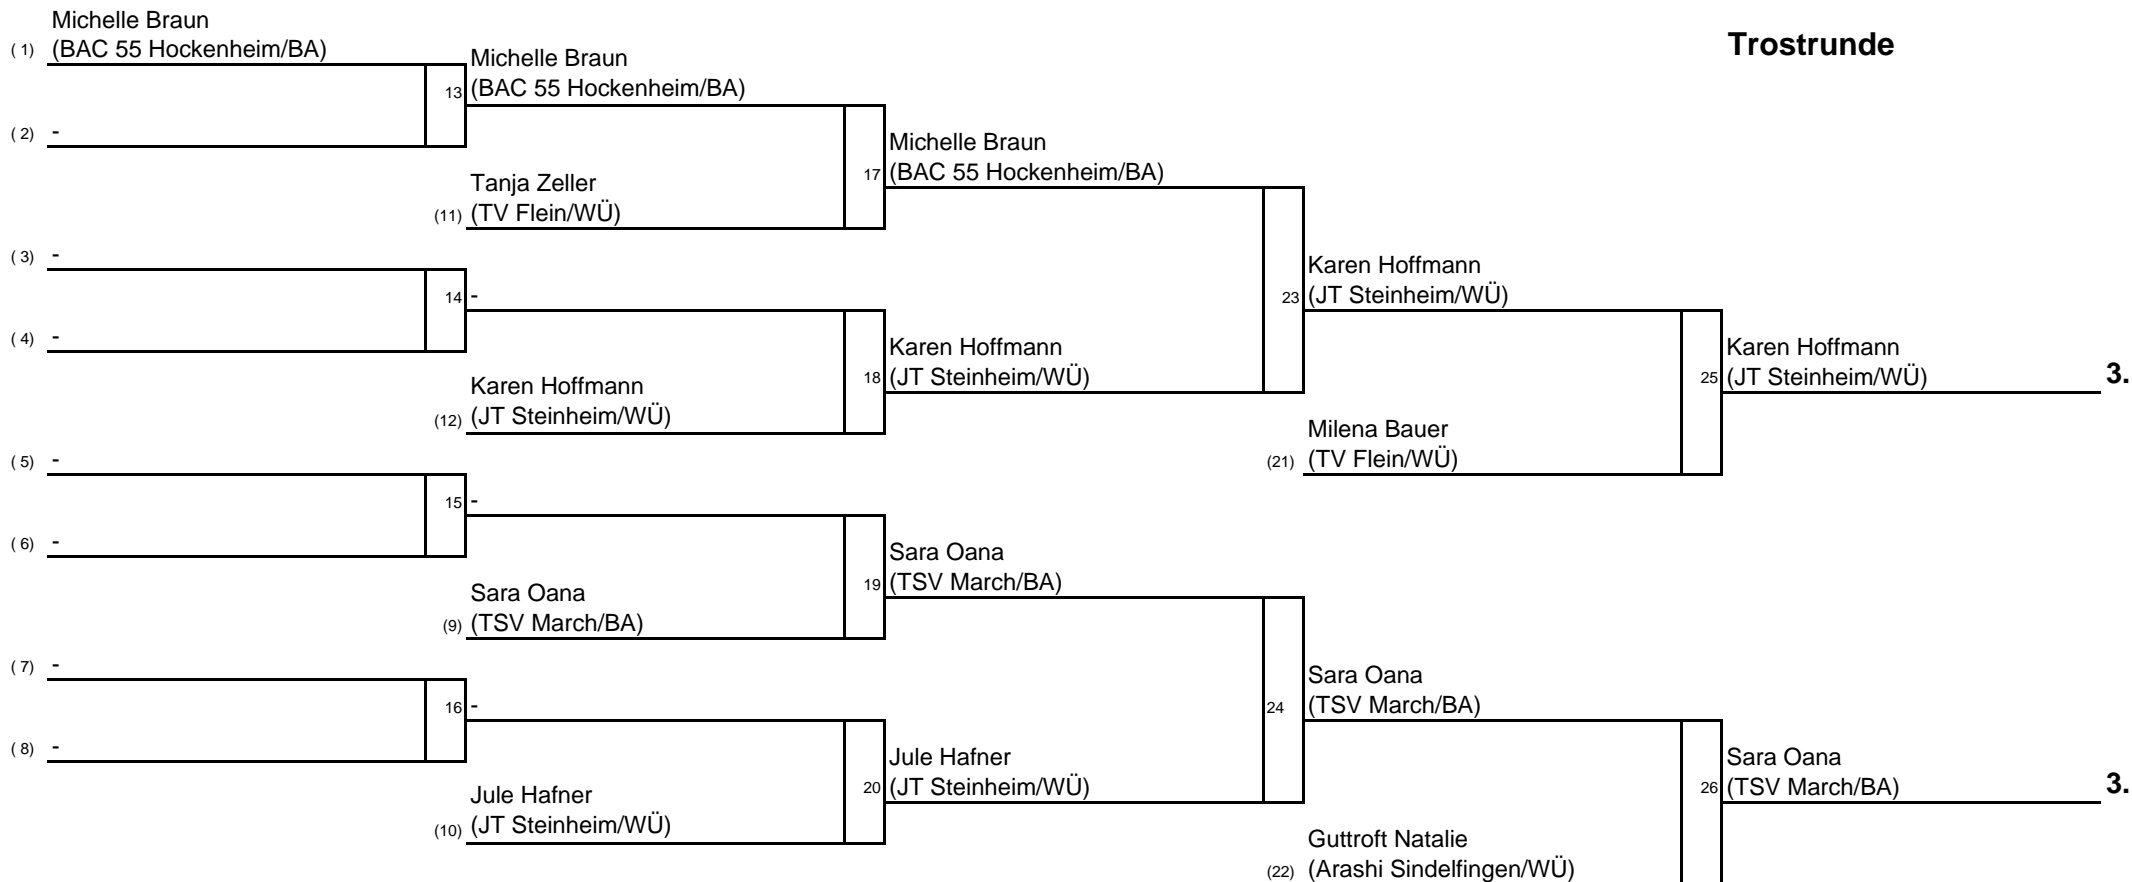 Michelle Braun
( 1) (BAC 55 Hockenheim/BA)
Trostrunde
Michelle Braun
13 (BAC 55 Hockenheim/BA)
( 2) -
Michelle Braun
17 (BAC 55 Hockenheim/BA)
Tanja Zeller
(11) (TV Flein/WÜ)
( 3) -
Karen Hoffmann
23 (JT Steinheim/WÜ)
14 -
( 4) -
Karen Hoffmann
18 (JT Steinheim/WÜ)
Karen Hoffmann
25 (JT Steinheim/WÜ) 3.
Karen Hoffmann
(12) (JT Steinheim/WÜ)
Milena Bauer
(21) (TV Flein/WÜ)
( 5) -
15 -
( 6) -
Sara Oana
19 (TSV March/BA)
Sara Oana
(9) (TSV March/BA)
( 7) -
Sara Oana
24 (TSV March/BA)
16 -
( 8) -
Jule Hafner
20 (JT Steinheim/WÜ)
Sara Oana
26 (TSV March/BA) 3.
Jule Hafner
(10) (JT Steinheim/WÜ)
Guttroft Natalie
(22) (Arashi Sindelfingen/WÜ)